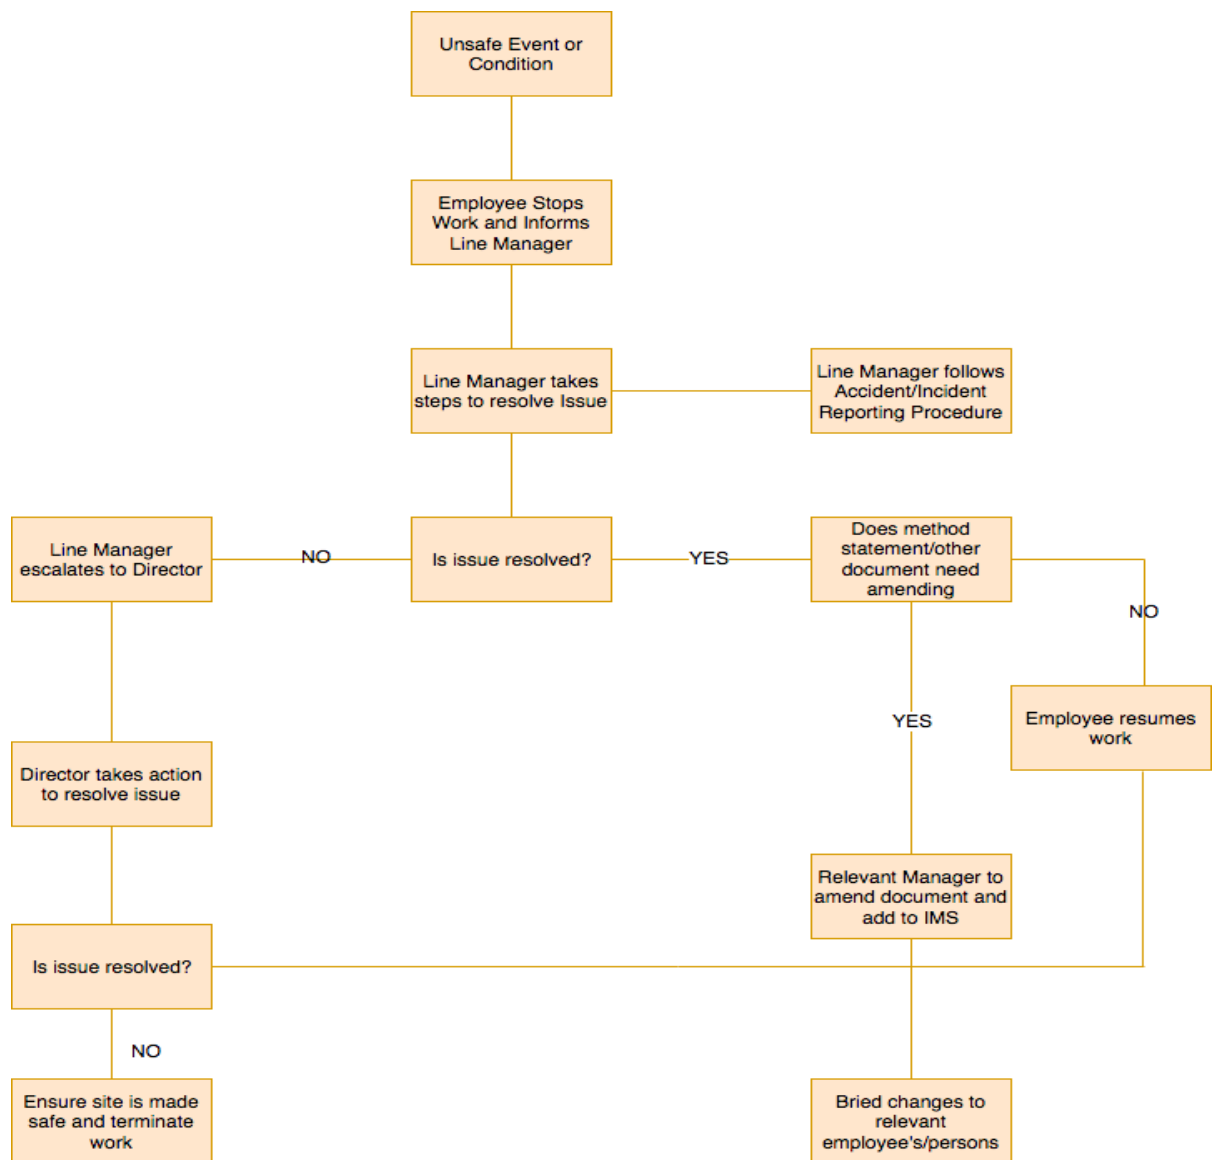 Unsafe Event or
Condition
Employee Stops
Work and Informs
Line Manager
Line Manager takes
steps to resolve Issue
Line Manager follows
Accident/Incident
Reporting Procedure
Line Manager
escalates to Director
NO
Is issue resolved?
YES
Does method
statement/other
document need
amending
NO
YES
Employee resumes
work
Director takes action
to resolve issue
Relevant Manager to
amend document and
add to IMS
Is issue resolved?
NO
Ensure site is made
safe and terminate
work
Bried changes to
relevant
employee's/persons